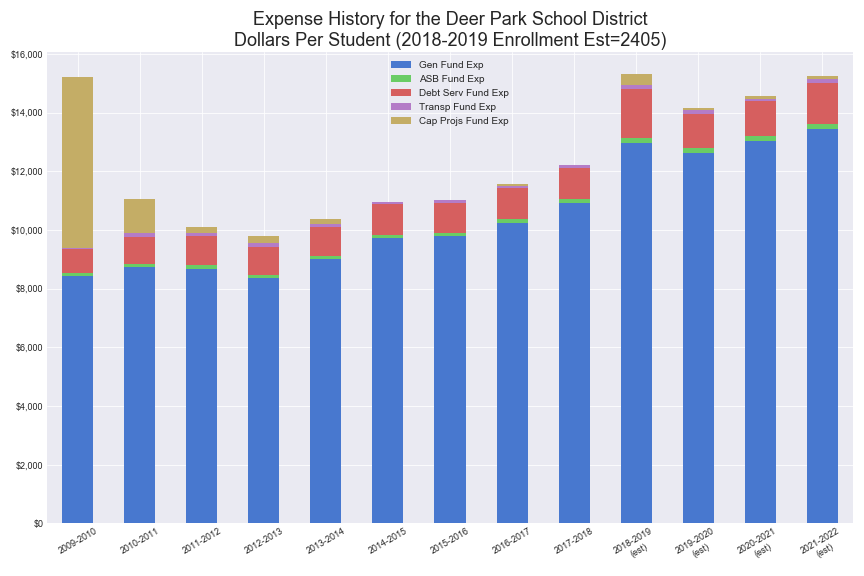 Expense History for the Deer Park School District
Dollars Per Student (2018-2019 Enrollment Est=2405)
Gen Fund Exp
ASB Fund Exp
Debt Serv Fund Exp
Transp Fund Exp
Cap Projs Fund Exp
$16,000
$14,000
$12,000
$10,000
$8,000
$6,000
$4,000
$2,000
$0
2009-2010
2010-2011
2011-2012
2012-2013
2013-2014
2014-2015
2015-2016
2016-2017
2017-2018
2018-2019
(est)
2019-2020
(est)
2020-2021
(est)
2021-2022
(est)